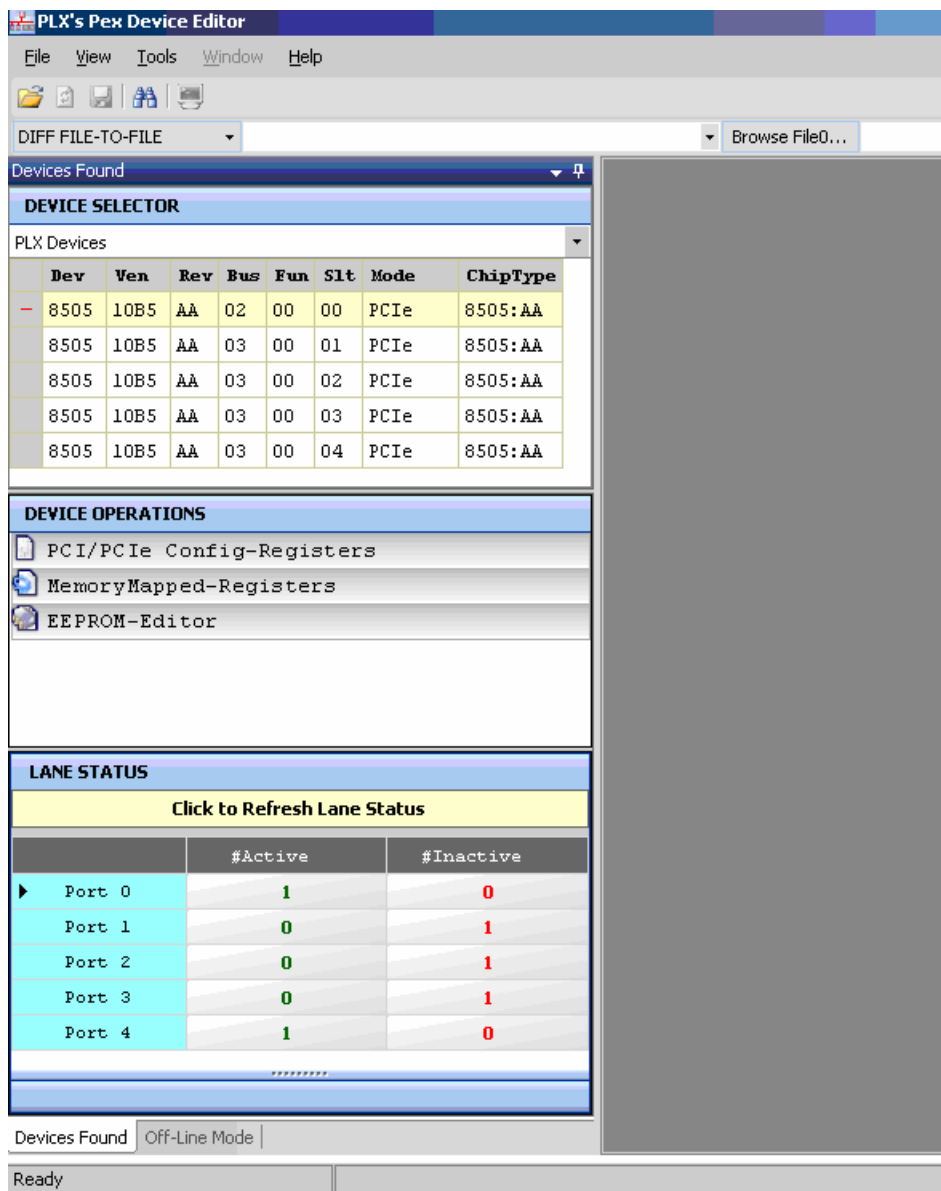 PLX's Pex Device Editor
File View Tools Window Help
DIFF FILE-TO-FILE Browse File0...
Devices Found
DEVICE SELECTOR
PLX Devices
Dev Ven Rev Bus Fun Slt Mode ChipType
8505 10B5 AA 02 00 00 PCIe 8505:AA
8505 10B5 AA 03 00 01 PCIe 8505:AA
8505 10B5 AA 03 00 02 PCIe 8505:AA
8505 10B5 AA 03 00 03 PCIe 8505:AA
8505 10B5 AA 03 00 04 PCIe 8505:AA
DEVICE OPERATIONS
PCI/PCIe Config-Registers
MemoryMapped-Registers
EEPROM-Editor
LANE STATUS
Click to Refresh Lane Status
#Active #Inactive
Port 0 1 0
Port 1 0 1
Port 2 0 1
Port 3 0 1
Port 4 1 0
Devices Found Off-Line Mode
Ready